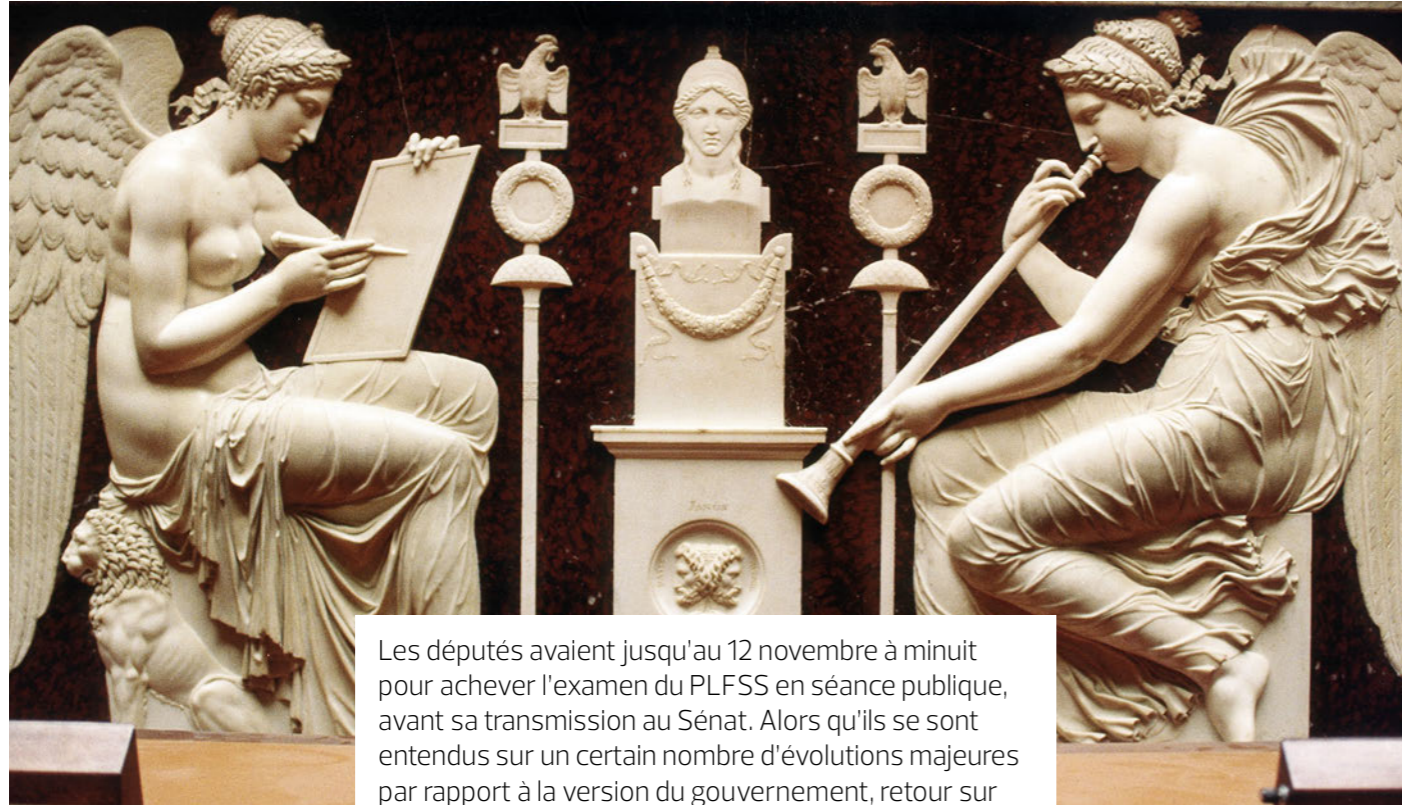 Les députés avaient jusqu'au 12 novembre à minuit
pour achever l'examen du PLFSS en séance publique,
avant sa transmission au Sénat. Alors qu'ils se sont
entendus sur un certain nombre d'évolutions majeures
par rapport à la version du gouvernement, retour sur